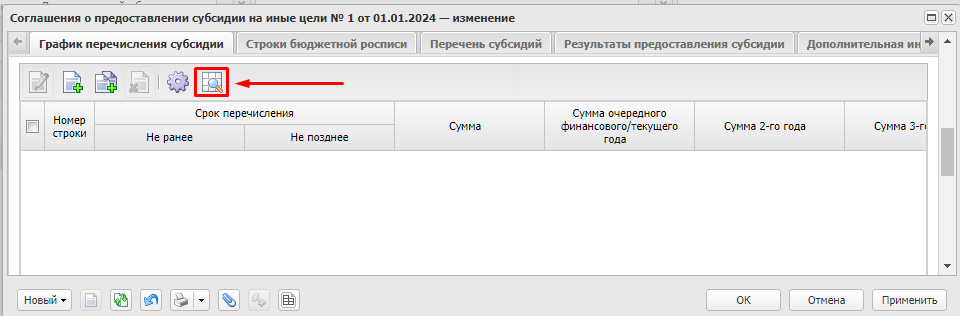 Соглашения о предоставлении субсидии на иные цели № 1 от 01.01.2024 — изменение
График перечисления субсидии
Строки бюджетной росписи
Перечень субсидий
Результаты предоставления субсидии
Дополнительная ин
Номер
строки
Срок перечисления
Не ранее
Не позднее
Сумма
Сумма очередного
финансового/текущего
года
Сумма 2-го года
Сумма 3-г
Новый
ОК
Отмена
Применить